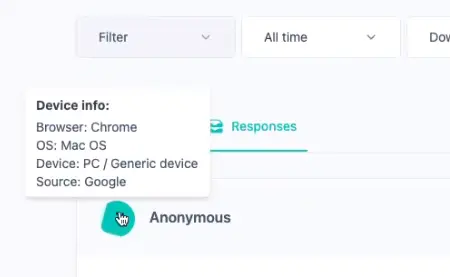 Filter
All time
Dow
Device info:
Browser: Chrome
OS: Mac OS
Device: PC / Generic device
Source: Google
Responses
Anonymous